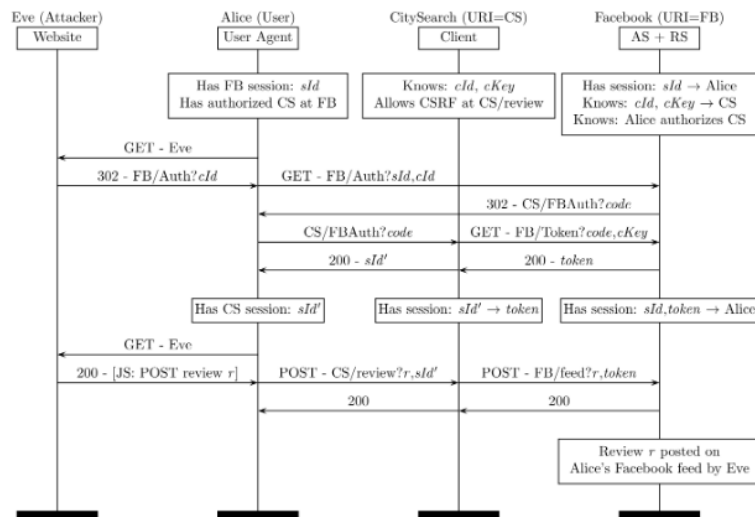 Eve (Attacker) Alice (User) CitySearch (URI=CS) Facebook (URI=FB)
Website User Agent Client AS + RS
Has FB session: sId
Has authorized CS at FB
Knows: cId, cKey
Allows CSRF at CS/review
Has session: sId → Alice
Knows: cId, cKey → CS
Knows: Alice authorizes CS
GET - Eve
302 - FB/Auth?cId GET - FB/Auth?sId,cId
302 - CS/FBAuth?code
CS/FBAuth?code GET - FB/Token?code,cKey
200 - sId′ 200 - token
Has CS session: sId′ Has session: sId′ → token Has session: sId,token → Alice
GET - Eve
200 - [JS: POST review r] POST - CS/review?r,sId′ POST - FB/feed?r,token
200 200
Review r posted on
Alice's Facebook feed by Eve